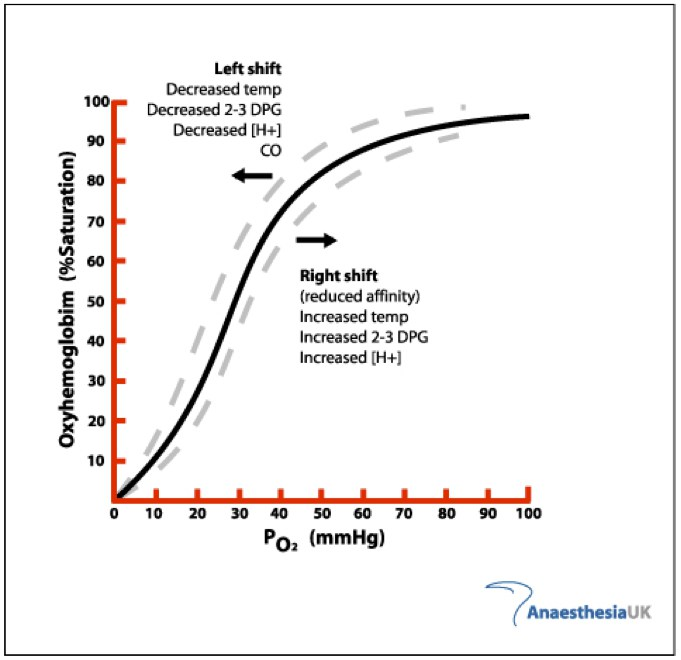 Left shift
Decreased temp
Decreased 2-3 DPG
Decreased [H+]
CO
Oxyhemoglobim (%Saturation)
100
90
80
70
60
50
40
30
20
10
Right shift
(reduced affinity)
Increased temp
Increased 2-3 DPG
Increased [H+]
0 10 20 30 40 50 60 70 80 90 100
PO₂ (mmHg)
AnaesthesiaUK